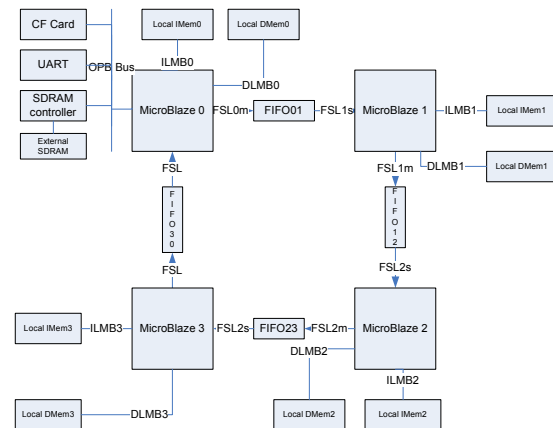 CF Card
Local IMem0
Local DMem0
UART
OPB Bus
ILMB0
DLMB0
SDRAM
controller
MicroBlaze 0
FSL0m
FIFO01
FSL1s
MicroBlaze 1
ILMB1
Local IMem1
External
SDRAM
FSL
FSL1m
DLMB1
Local DMem1
F
I
F
O
3
0
F
I
F
O
1
2
FSL
FSL2s
Local IMem3
ILMB3
MicroBlaze 3
FSL2s
FIFO23
FSL2m
MicroBlaze 2
DLMB2
ILMB2
Local DMem3
DLMB3
Local DMem2
Local IMem2